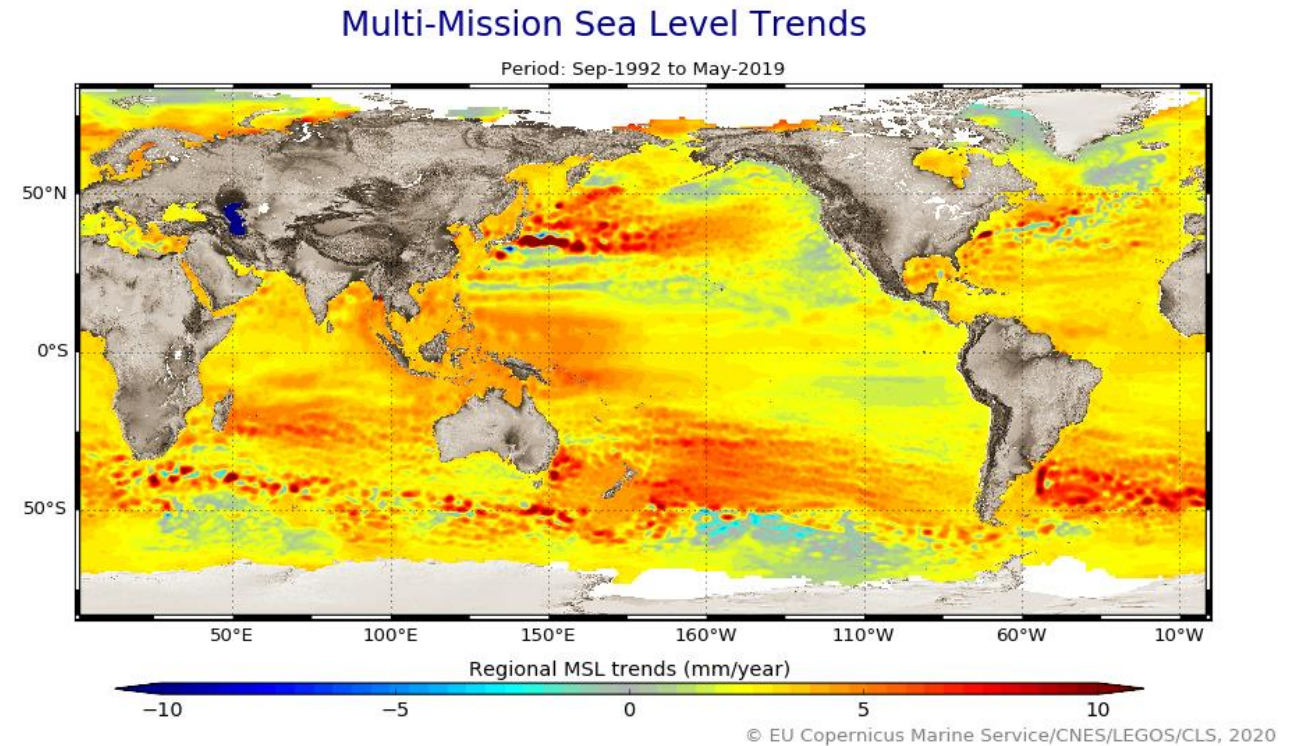 Multi-Mission Sea Level Trends
Period: Sep-1992 to May-2019
50°N
0°S
50°S
50°E 100°E 150°E 160°W 110°W 60°W 10°W
Regional MSL trends (mm/year)
−10 −5 0 5 10
© EU Copernicus Marine Service/CNES/LEGOS/CLS, 2020